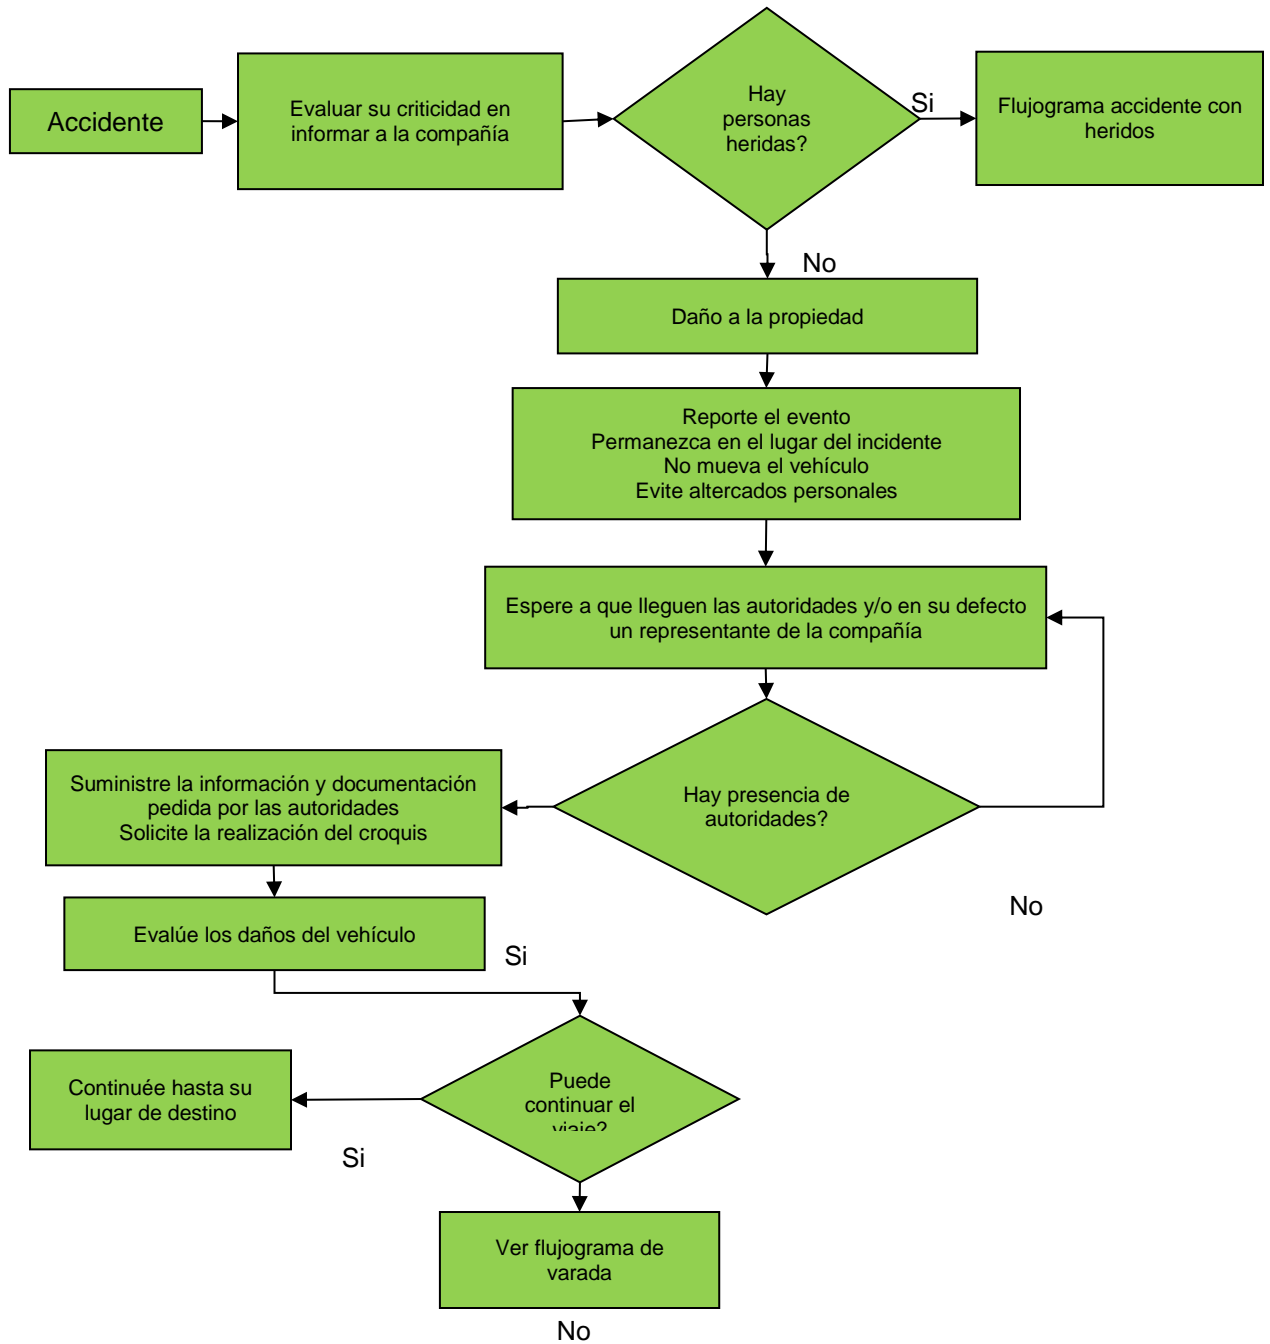 Accidente
Evaluar su criticidad en
informar a la compañía
Hay
personas
heridas?
Si
Flujograma accidente con
heridos
No
Daño a la propiedad
Reporte el evento
Permanezca en el lugar del incidente
No mueva el vehículo
Evite altercados personales
Espere a que lleguen las autoridades y/o en su defecto
un representante de la compañía
Hay presencia de
autoridades?
Suministre la información y documentación
pedida por las autoridades
Solicite la realización del croquis
No
Evalúe los daños del vehículo
Si
Puede
continuar el
viaje?
Continuée hasta su
lugar de destino
Si
Ver flujograma de
varada
No